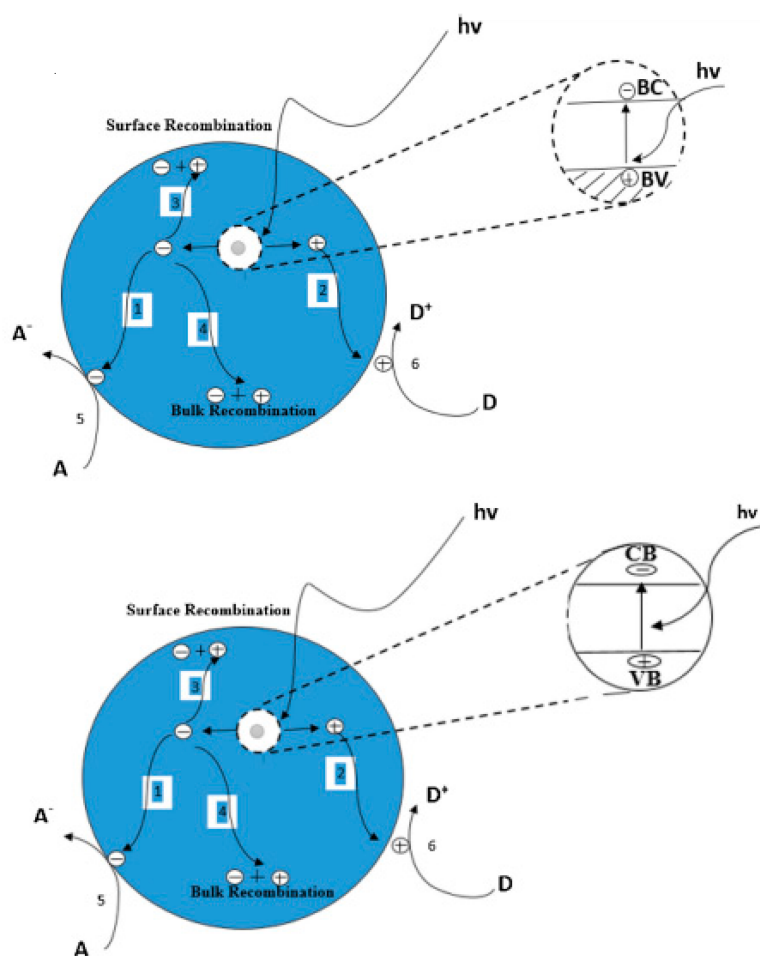 hv
BC
hv
Surface Recombination
- + +
BV
3
-
+
2
1
4
D⁺
A⁻
6
-
+
- + +
Bulk Recombination
D
5
A
hv
hv
CB
-
Surface Recombination
- + +
+
VB
3
-
+
2
1
4
D⁺
A⁻
6
-
+
- + +
Bulk Recombination
D
5
A